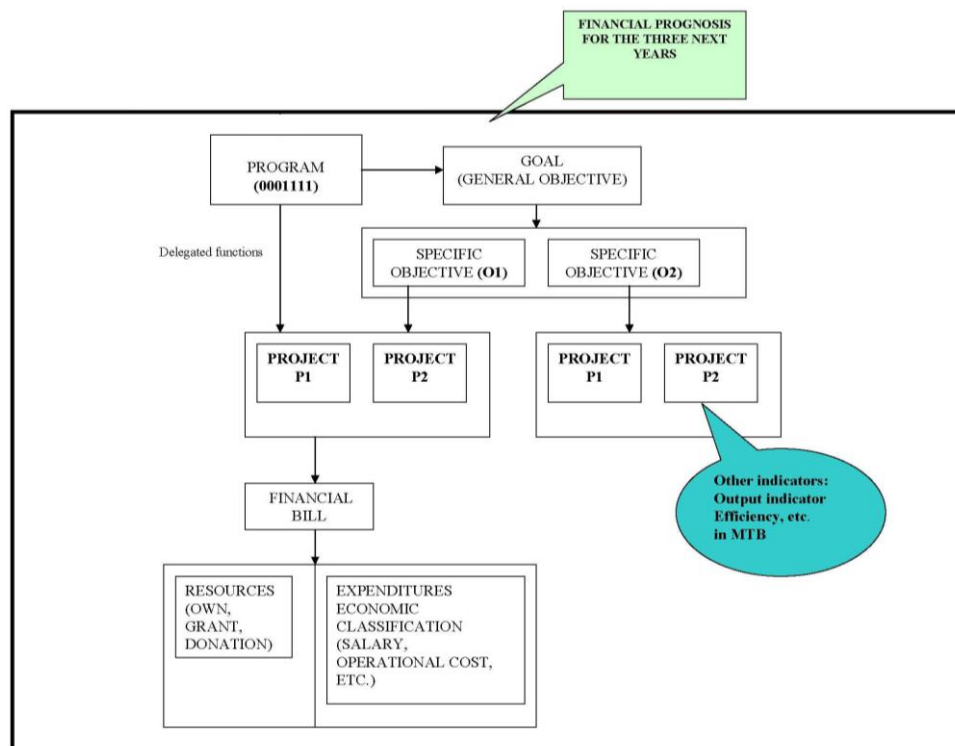 FINANCIAL PROGNOSIS
FOR THE THREE NEXT
YEARS
PROGRAM
(0001111)
GOAL
(GENERAL OBJECTIVE)
Delegated functions
SPECIFIC
OBJECTIVE (O1)
SPECIFIC
OBJECTIVE (O2)
PROJECT
P1
PROJECT
P2
PROJECT
P1
PROJECT
P2
Other indicators:
Output indicator
Efficiency, etc.
in MTB
FINANCIAL
BILL
RESOURCES
(OWN,
GRANT,
DONATION)
EXPENDITURES
ECONOMIC
CLASSIFICATION
(SALARY,
OPERATIONAL COST,
ETC.)